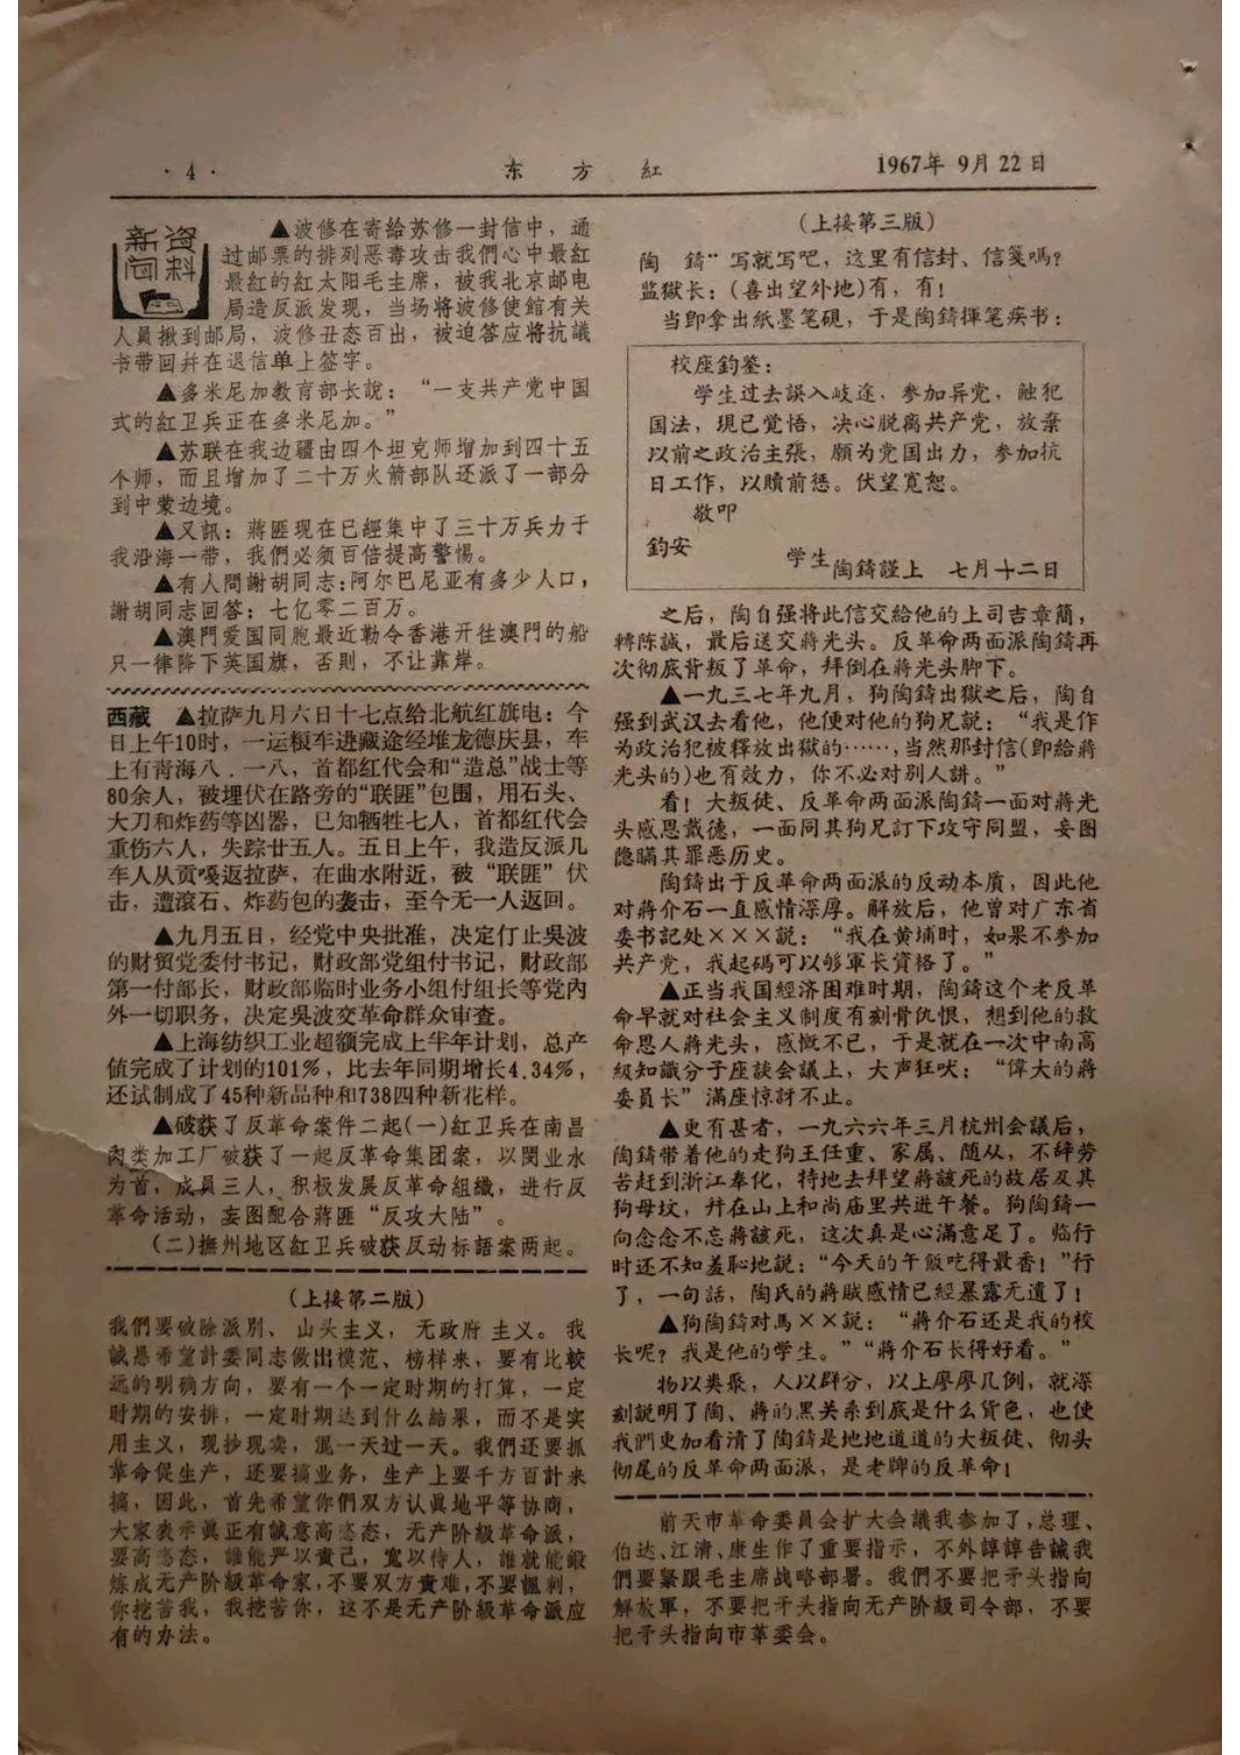 ·4·
东方紅
1967年 9月 22日
新资
闻料
▲波修在寄给苏修一封信中，通
过邮票的排列恶毒攻击我們心中最紅
最紅的紅太阳毛主席，被我北京邮电
局造反派发现，当场将波修使館有关
人員揪到邮局，波修丑态百出，被迫答应将抗議
书带回幷在退信单上签字。
▲多米尼加教育部长說：“一支共产党中国
式的紅卫兵正在多米尼加。”
▲苏联在我边疆由四个坦克师增加到四十五
个师，而且增加了二十万火箭部队还派了一部分
到中蒙边境。
▲又訊：蔣匪现在已經集中了三十万兵力于
我沿海一带，我們必须百倍提高警惕。
▲有人問謝胡同志：阿尔巴尼亚有多少人口，
謝胡同志回答：七亿零二百万。
▲澳門爱国同胞最近勒令香港开往澳門的船
只一律降下英国旗，否則，不让靠岸。
西藏 ▲拉萨九月六日十七点给北航红旗电：今
日上午10时，一运粮车进藏途经堆龙德庆县，车
上有青海八．一八，首都红代会和“造总”战士等
80余人，被埋伏在路旁的“联匪”包围，用石头、
大刀和炸药等凶器，已知牺牲七人，首都红代会
重伤六人，失踪廿五人。五日上午，我造反派几
车人从贡嘎返拉萨，在曲水附近，被“联匪”伏
击，遭滚石、炸药包的袭击，至今无一人返回。
▲九月五日，经党中央批准，决定仃止吳波
的财贸党委付书记，财政部党组付书记，财政部
第一付部长，财政部临时业务小组付组长等党内
外一切职务，决定吳波交革命群众审查。
▲上海纺织工业超额完成上半年计划，总产
值完成了计划的101%，比去年同期增长4.34%，
还试制成了45种新品种和738四种新花样。
▲破获了反革命案件二起(一)紅卫兵在南昌
肉类加工厂破获了一起反革命集团案，以閔业水
为首，成員三人，积极发展反革命組織，进行反
革命活动，妄图配合蔣匪“反攻大陆”。
(二)撫州地区紅卫兵破获反动标語案两起。
(上接第二版)
我們要破除派別、山头主义，无政府主义。我
誠恳希望計委同志做出模范、榜样来，要有比較
远的明确方向，要有一个一定时期的打算，一定
时期的安排，一定时期达到什么結果，而不是实
用主义，现抄现卖，混一天过一天。我們还要抓
革命促生产，还要搞业务，生产上要千方百計来
搞，因此，首先希望你們双方认眞地平等协商，
大家表示眞正有誠意高姿态，无产阶級革命派，
要高姿态，誰能严以責己，宽以待人，誰就能鍛
炼成无产阶級革命家，不要双方責难，不要諷刺，
你挖苦我，我挖苦你，这不是无产阶級革命派应
有的办法。
(上接第三版)
陶 鑄“写就写吧，这里有信封、信箋嗎？
监獄长：(喜出望外地)有，有！
当即拿出紙墨笔硯，于是陶鑄揮笔疾书：
校座鈞鉴：
学生过去誤入岐途，参加异党，触犯
国法，現已覚悟，决心脱离共产党，放棄
以前之政治主張，願为党国出力，参加抗
日工作，以贖前愆。伏望寬恕。
敬叩
鈞安
学生陶鑄謹上 七月十二日
之后，陶自强将此信交給他的上司吉章簡，
轉陈誠，最后送交蔣光头。反革命两面派陶鑄再
次彻底背叛了革命，拜倒在蔣光头脚下。
▲一九三七年九月，狗陶鑄出獄之后，陶自
强到武汉去看他，他便对他的狗兄説：“我是作
为政治犯被釋放出獄的……，当然那封信(即給蔣
光头的)也有效力，你不必对别人讲。”
看！大叛徒、反革命两面派陶鑄一面对蔣光
头感恩戴德，一面同其狗兄訂下攻守同盟，妄图
隐瞞其罪恶历史。
陶鑄出于反革命两面派的反动本质，因此他
对蔣介石一直感情深厚。解放后，他曾对广东省
委书記处×××説：“我在黄埔时，如果不参加
共产党，我起碼可以够軍长資格了。”
▲正当我国經济困难时期，陶鑄这个老反革
命早就对社会主义制度有刻骨仇恨，想到他的救
命恩人蔣光头，感慨不已，于是就在一次中南高
級知識分子座談会議上，大声狂吠：“偉大的蔣
委員长”滿座惊訝不止。
▲更有甚者，一九六六年三月杭州会議后，
陶鑄带着他的走狗王任重、家属、随从，不辞劳
苦赶到浙江奉化，特地去拜望蔣該死的故居及其
狗母坟，幷在山上和尚庙里共进午餐。狗陶鑄一
向念念不忘蔣該死，这次真是心滿意足了。临行
时还不知羞恥地説：“今天的午飯吃得最香！”行
了，一句話，陶氏的蔣賊感情已經暴露无遺了！
▲狗陶鑄对馬××説：“蔣介石还是我的校
长呢？我是他的学生。”“蔣介石长得好看。”
物以类聚，人以群分，以上廖廖几例，就深
刻説明了陶、蔣的黑关系到底是什么貨色，也使
我們更加看清了陶鑄是地地道道的大叛徒、彻头
彻尾的反革命两面派，是老牌的反革命！
前天市革命委員会扩大会議我参加了，总理、
伯达、江清、康生作了重要指示，不外諄諄告誡我
們要緊跟毛主席战略部署。我們不要把矛头指向
解放軍，不要把矛头指向无产阶級司令部，不要
把矛头指向市革委会。